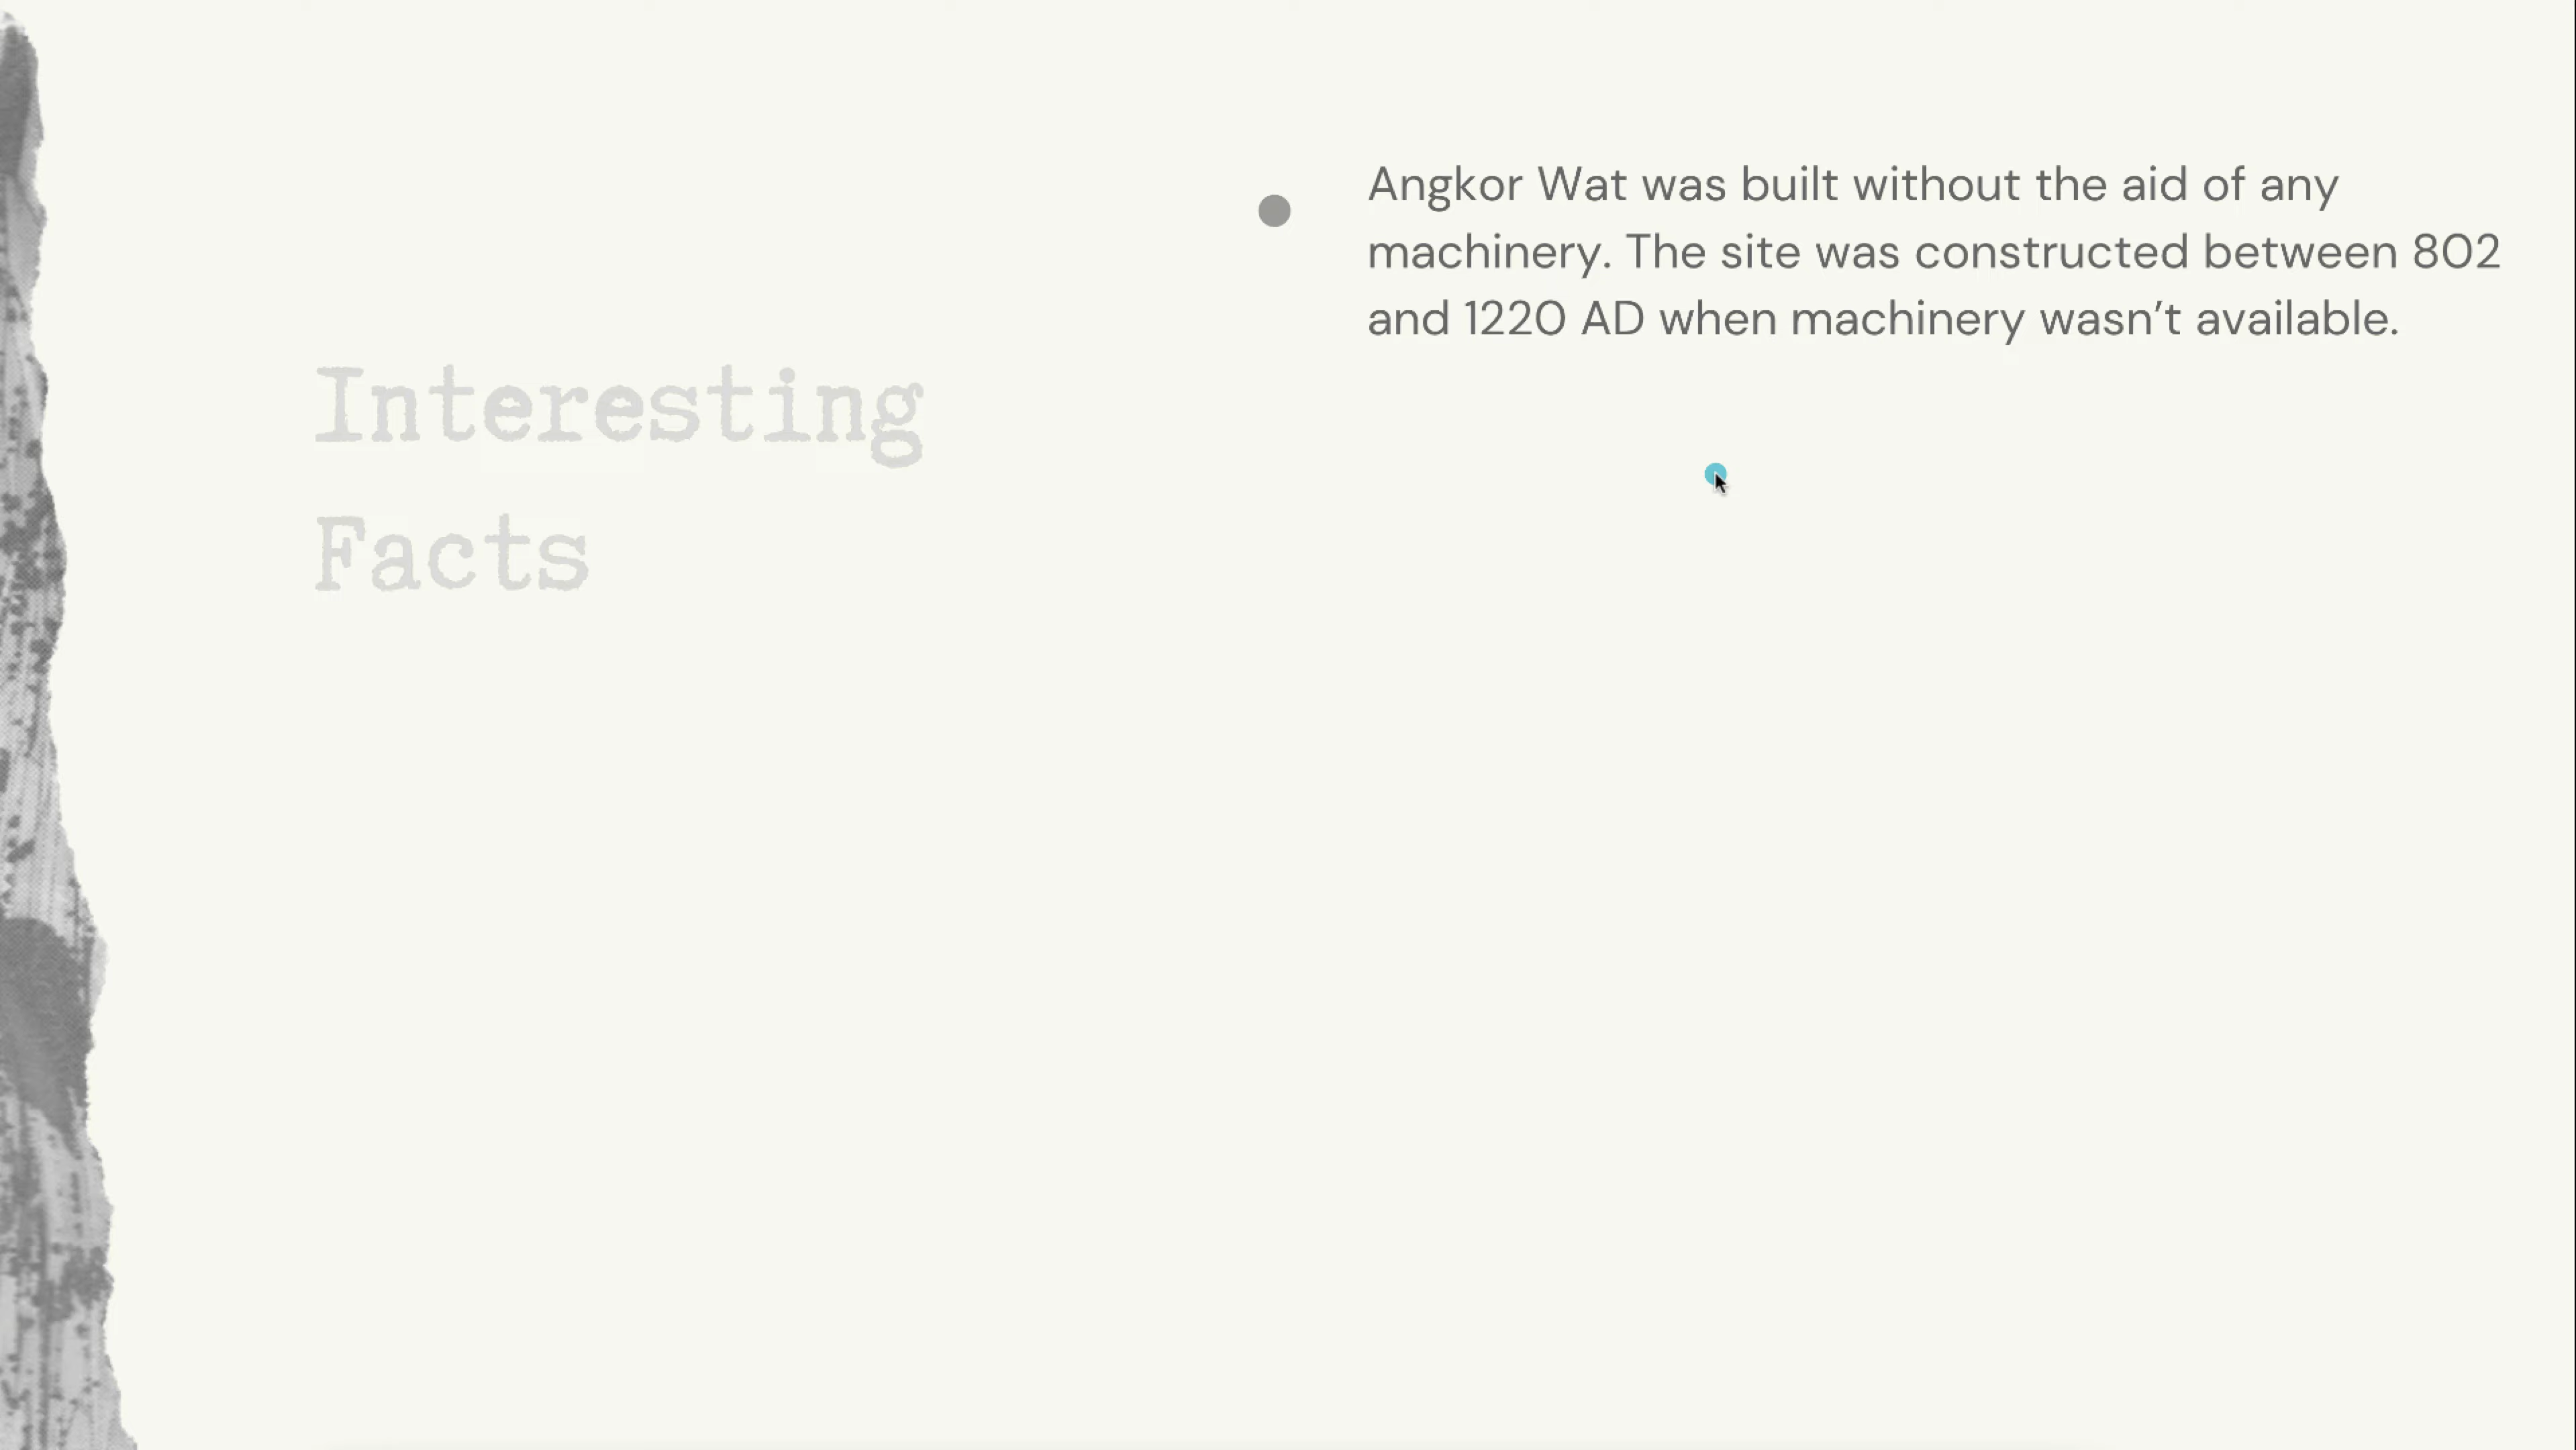 Interesting
Facts
Angkor Wat was built without the aid of any
machinery. The site was constructed between 802
and 1220 AD when machinery wasn’t available.